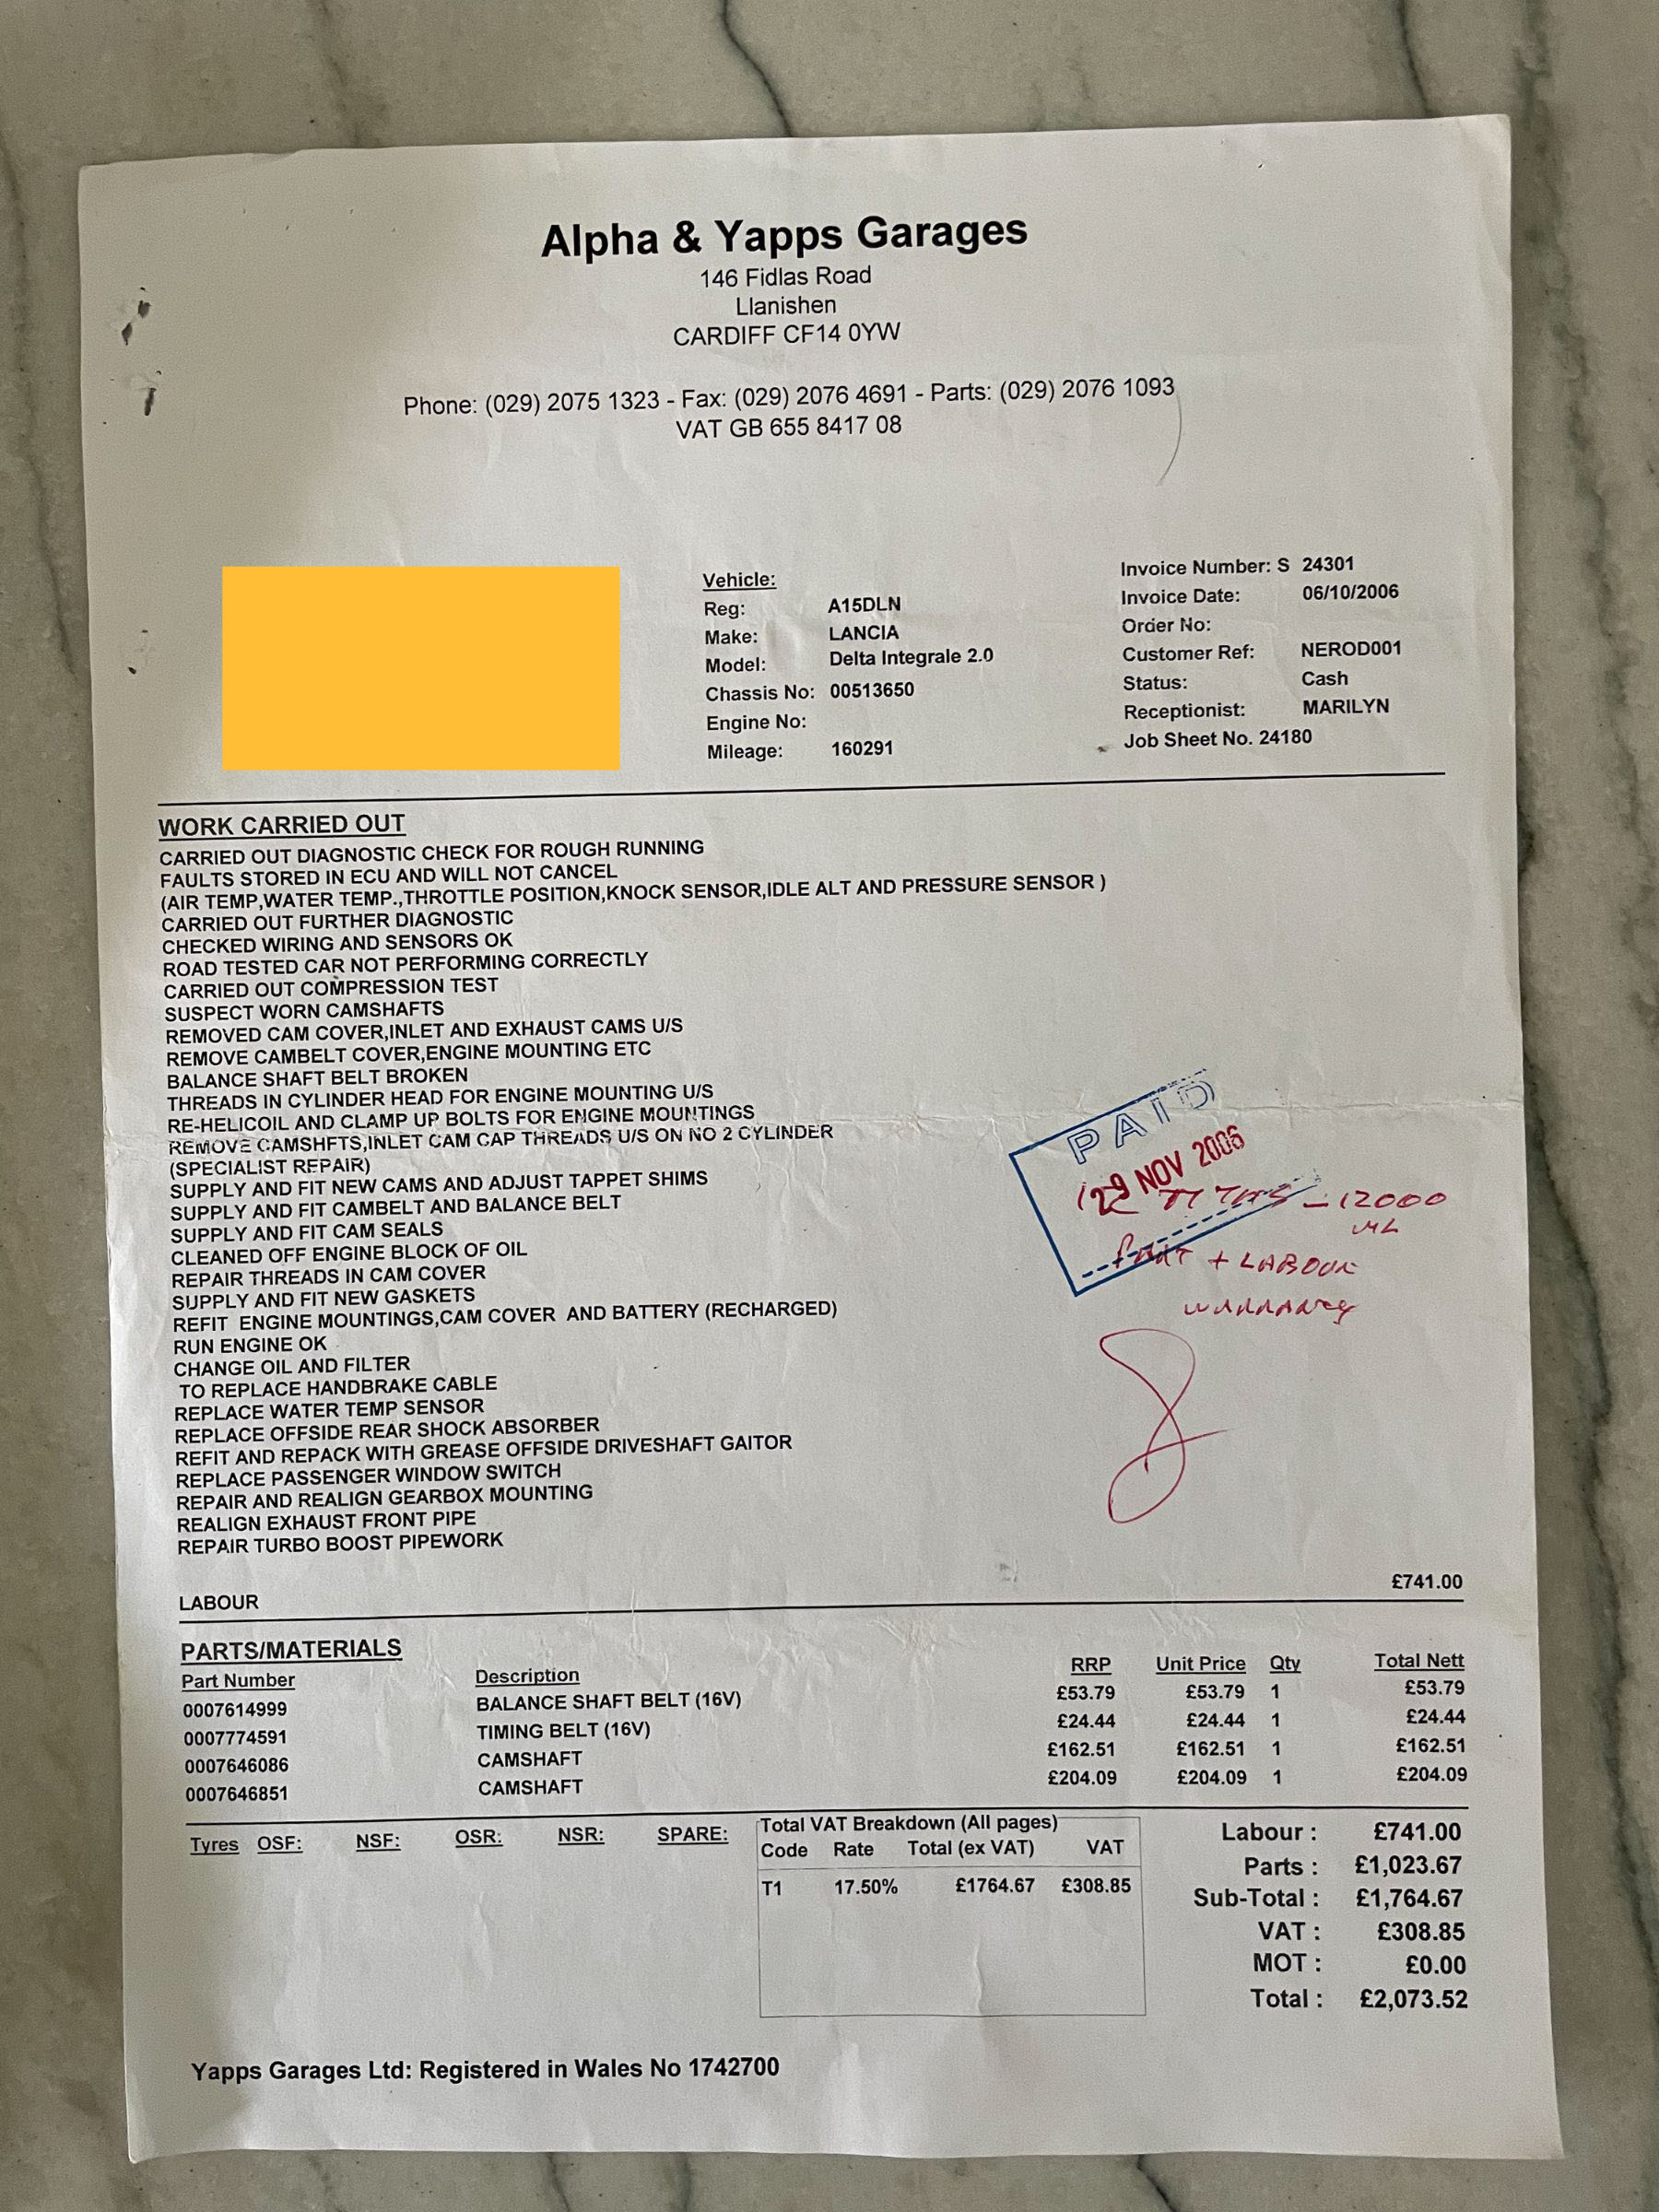 Alpha & Yapps Garages
146 Fidlas Road
Llanishen
CARDIFF CF14 0YW
Phone: (029) 2075 1323 - Fax: (029) 2076 4691 - Parts: (029) 2076 1093
VAT GB 655 8417 08
Vehicle:
Reg: A15DLN
Make: LANCIA
Model: Delta Integrale 2.0
Chassis No: 00513650
Engine No:
Mileage: 160291
Invoice Number: S 24301
Invoice Date: 06/10/2006
Order No:
Customer Ref: NEROD001
Status: Cash
Receptionist: MARILYN
Job Sheet No. 24180
WORK CARRIED OUT
CARRIED OUT DIAGNOSTIC CHECK FOR ROUGH RUNNING
FAULTS STORED IN ECU AND WILL NOT CANCEL
(AIR TEMP,WATER TEMP.,THROTTLE POSITION,KNOCK SENSOR,IDLE ALT AND PRESSURE SENSOR )
CARRIED OUT FURTHER DIAGNOSTIC
CHECKED WIRING AND SENSORS OK
ROAD TESTED CAR NOT PERFORMING CORRECTLY
CARRIED OUT COMPRESSION TEST
SUSPECT WORN CAMSHAFTS
REMOVED CAM COVER,INLET AND EXHAUST CAMS U/S
REMOVE CAMBELT COVER,ENGINE MOUNTING ETC
BALANCE SHAFT BELT BROKEN
THREADS IN CYLINDER HEAD FOR ENGINE MOUNTING U/S
RE-HELICOIL AND CLAMP UP BOLTS FOR ENGINE MOUNTINGS
REMOVE CAMSHFTS,INLET CAM CAP THREADS U/S ON NO 2 CYLINDER
(SPECIALIST REPAIR)
SUPPLY AND FIT NEW CAMS AND ADJUST TAPPET SHIMS
SUPPLY AND FIT CAMBELT AND BALANCE BELT
SUPPLY AND FIT CAM SEALS
CLEANED OFF ENGINE BLOCK OF OIL
REPAIR THREADS IN CAM COVER
SUPPLY AND FIT NEW GASKETS
REFIT ENGINE MOUNTINGS,CAM COVER AND BATTERY (RECHARGED)
RUN ENGINE OK
CHANGE OIL AND FILTER
TO REPLACE HANDBRAKE CABLE
REPLACE WATER TEMP SENSOR
REPLACE OFFSIDE REAR SHOCK ABSORBER
REFIT AND REPACK WITH GREASE OFFSIDE DRIVESHAFT GAITOR
REPLACE PASSENGER WINDOW SWITCH
REPAIR AND REALIGN GEARBOX MOUNTING
REALIGN EXHAUST FRONT PIPE
REPAIR TURBO BOOST PIPEWORK
PAID
29 NOV 2006
12 - 12000
PART + LABOUR
WARRANTY
LABOUR £741.00
PARTS/MATERIALS
Part Number Description RRP Unit Price Qty Total Nett
0007614999 BALANCE SHAFT BELT (16V) £53.79 £53.79 1 £53.79
0007774591 TIMING BELT (16V) £24.44 £24.44 1 £24.44
0007646086 CAMSHAFT £162.51 £162.51 1 £162.51
0007646851 CAMSHAFT £204.09 £204.09 1 £204.09
Tyres OSF: NSF: OSR: NSR: SPARE:
Total VAT Breakdown (All pages)
Code Rate Total (ex VAT) VAT
T1 17.50% £1764.67 £308.85
Labour : £741.00
Parts : £1,023.67
Sub-Total : £1,764.67
VAT : £308.85
MOT : £0.00
Total : £2,073.52
Yapps Garages Ltd: Registered in Wales No 1742700